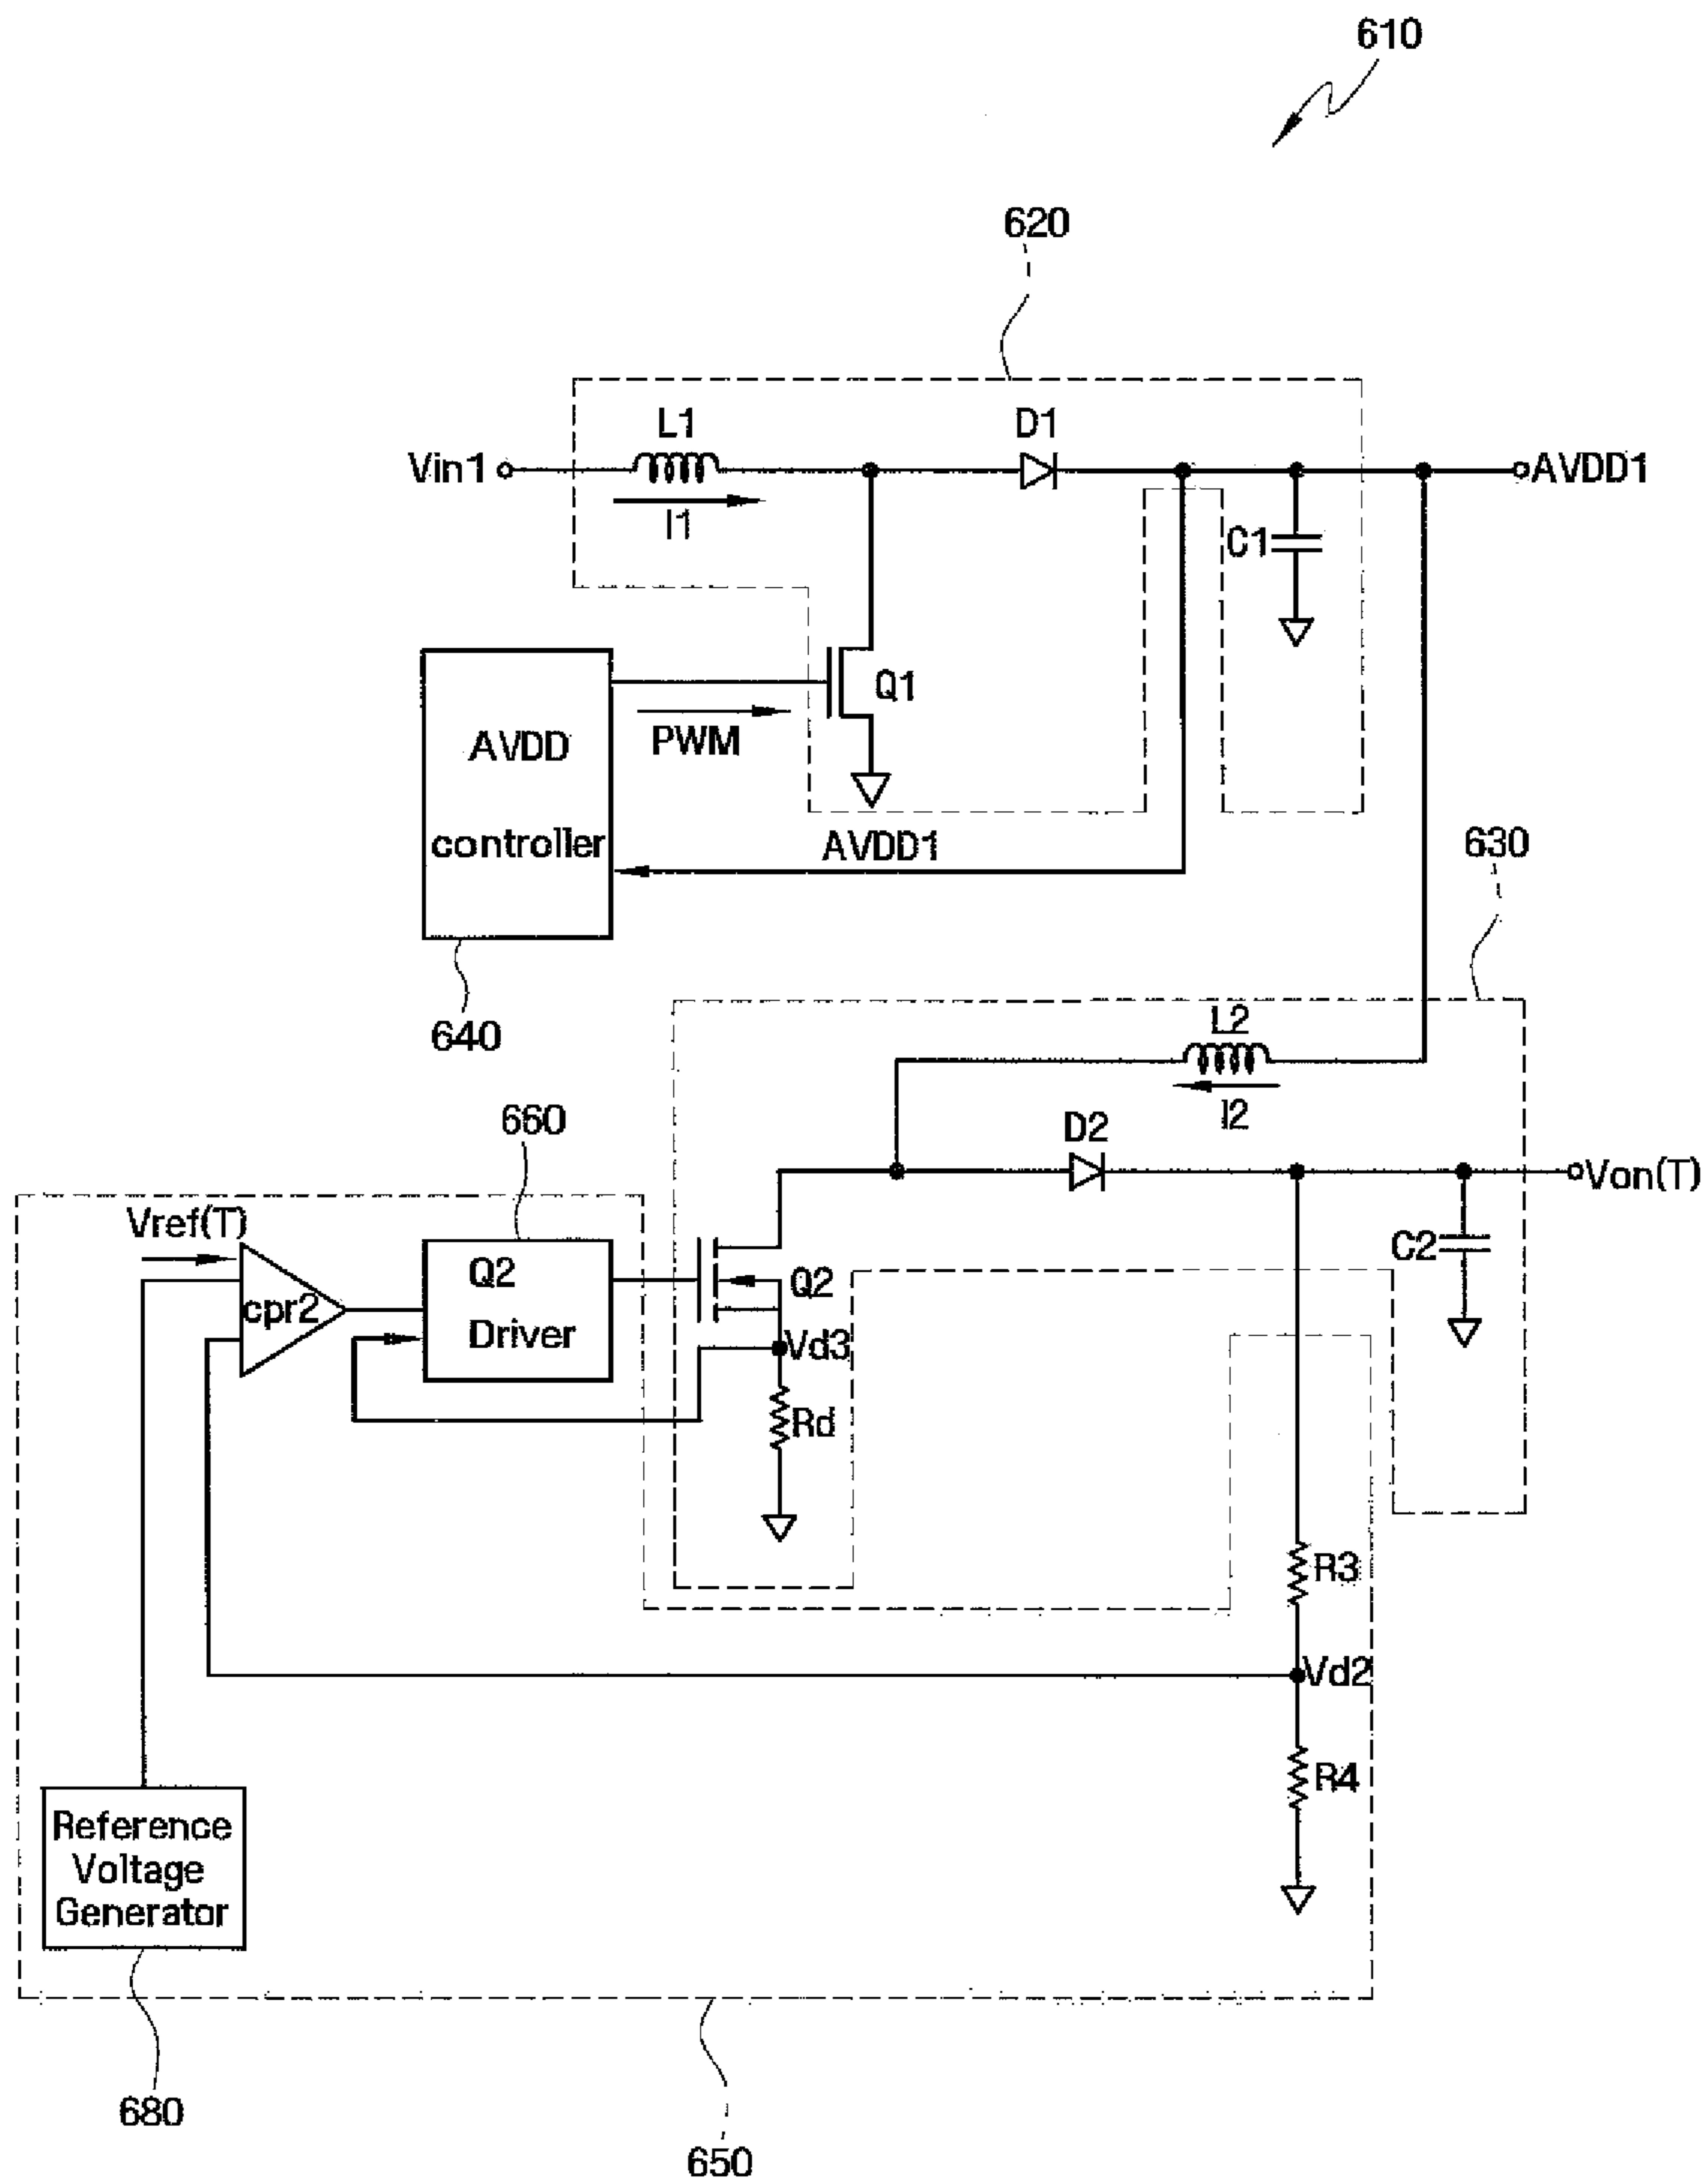 610
620
L1
D1
Vin1
AVDD1
I1
C1
Q1
AVDD
controller
PWM
AVDD1
630
640
L2
I2
660
D2
Von(T)
Vref(T)
C2
cpr2
Q2
Driver
Q2
Vd3
Rd
R3
Vd2
R4
Reference
Voltage
Generator
680
650